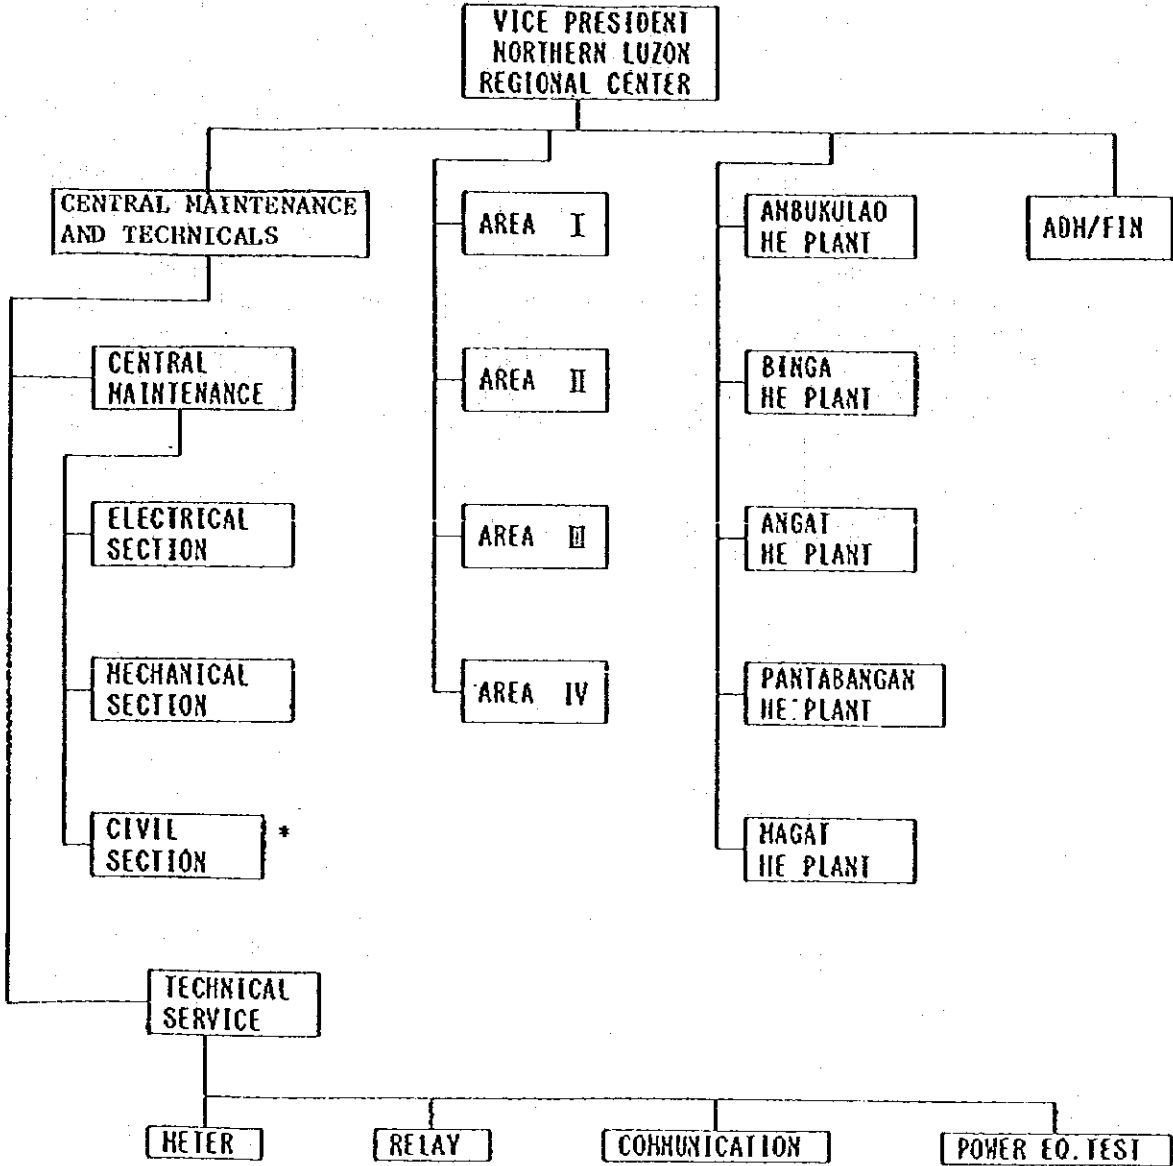 VICE PRESIDENT
NORTHERN LUZON
REGIONAL CENTER
CENTRAL MAINTENANCE
AND TECHNICALS
AREA I
AMBUKULAO
HE PLANT
ADM/FIN
CENTRAL
MAINTENANCE
AREA II
BINGA
HE PLANT
ELECTRICAL
SECTION
AREA III
ANGAT
HE PLANT
MECHANICAL
SECTION
AREA IV
PANTABANGAN
HE PLANT
CIVIL *
SECTION
MAGAT
HE PLANT
TECHNICAL
SERVICE
METER
RELAY
COMMUNICATION
POWER EQ.TEST